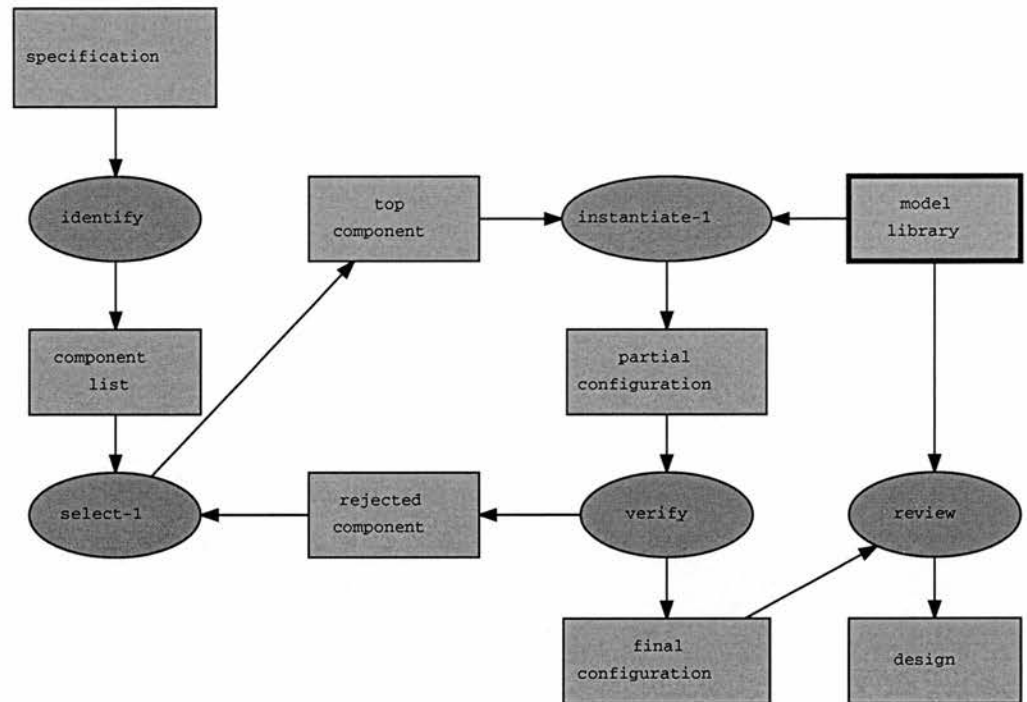 specification
identify
top
component
instantiate-1
model
library
component
list
partial
configuration
select-1
rejected
component
verify
review
final
configuration
design